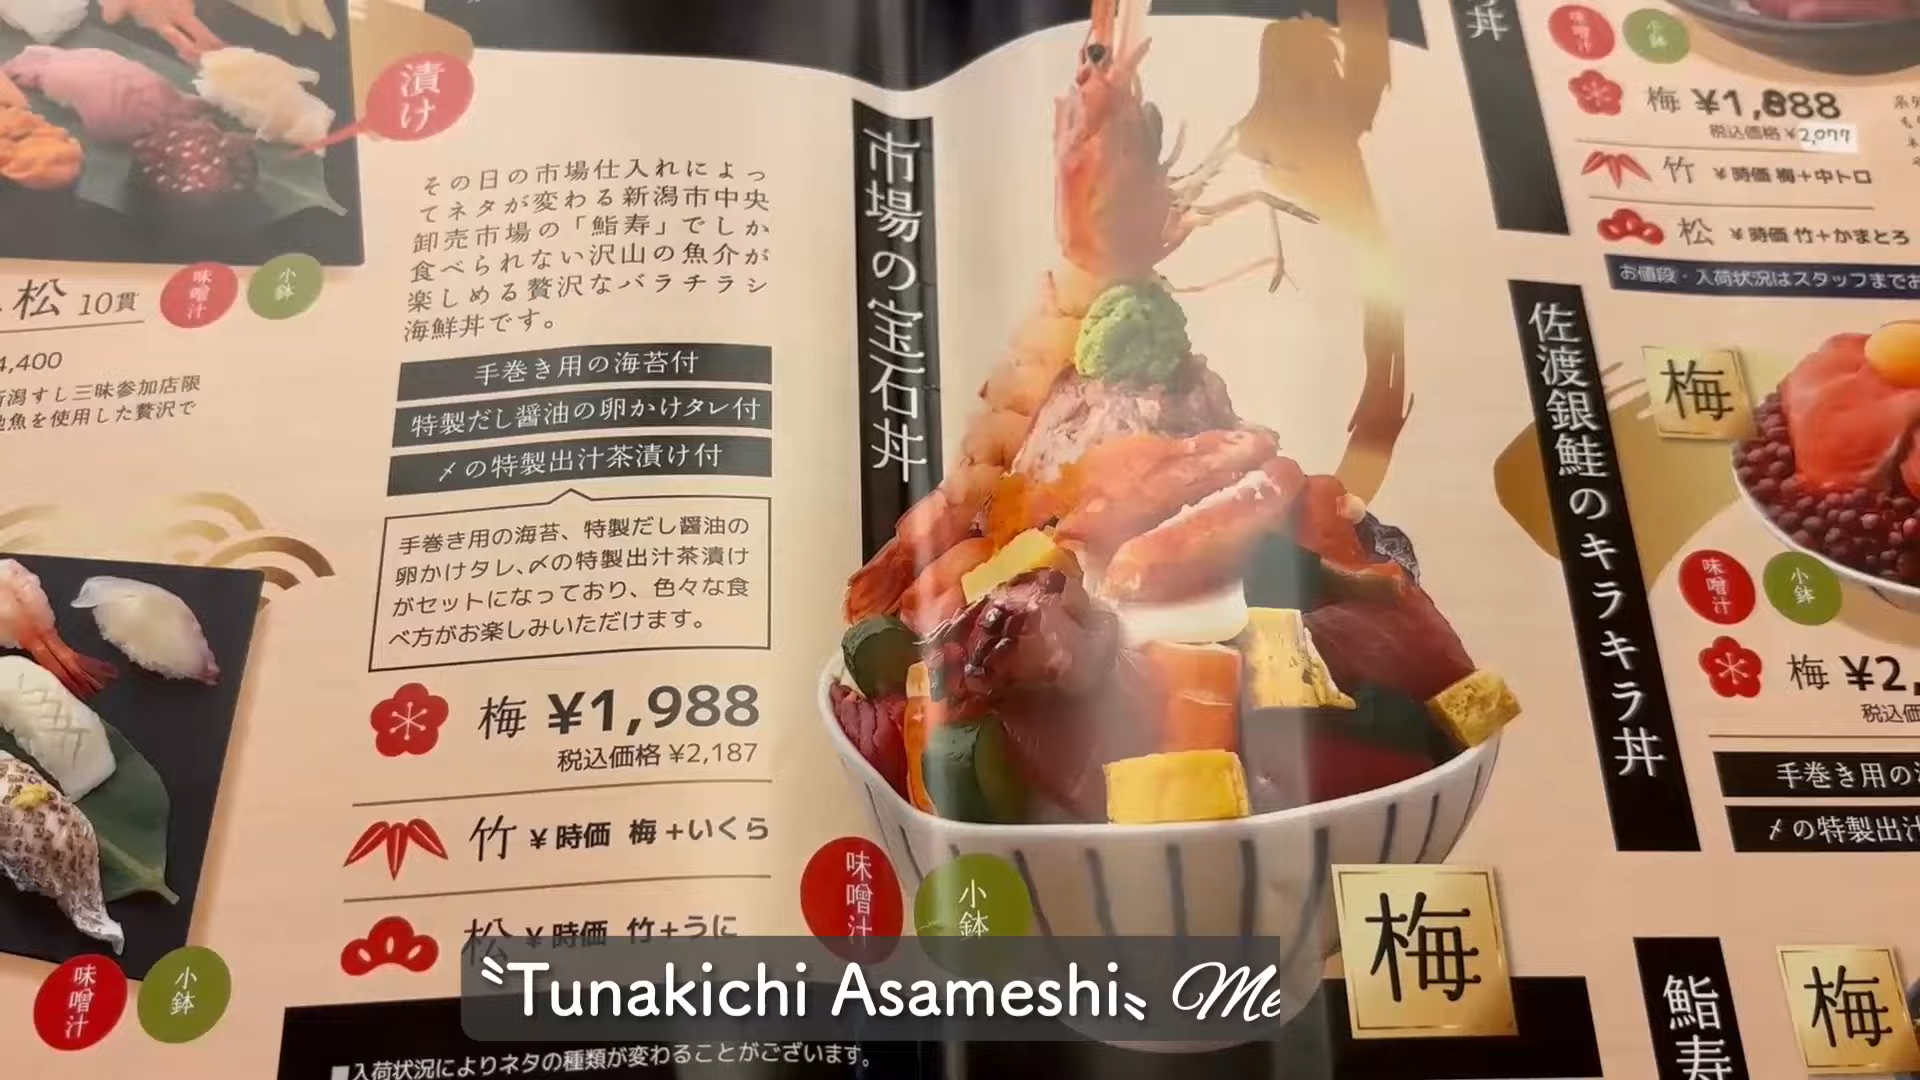 漬け
その日の市場仕入れによっ
てネタが変わる新潟市中央
卸売市場の「鮨寿」でしか
食べられない沢山の魚介が
楽しめる贅沢なバラチラシ
海鮮丼です。
手巻き用の海苔付
特製だし醤油の卵かけタレ付
〆の特製出汁茶漬け付
手巻き用の海苔、特製だし醤油の
卵かけタレ、〆の特製出汁茶漬け
がセットになっており、色々な食
べ方がお楽しみいただけます。
梅 ¥1,988
税込価格 ¥2,187
竹 ¥時価 梅+いくら
松 ¥時価 竹+うに
市場の宝石丼
味噌汁
小鉢
梅
松 10貫
味噌汁
小鉢
4,400
潟すし三昧参加店限
魚を使用した贅沢で
味噌汁
小鉢
■入荷状況によりネタの種類が変わることがございます。
丼
味噌汁
小鉢
梅 ¥1,888
税込価格 ¥2,077
竹 ¥時価 梅+中トロ
松 ¥時価 竹+かまとろ
お値段・入荷状況はスタッフまでお
佐渡銀鮭のキラキラ丼
梅
味噌汁
小鉢
梅 ¥2,
税込価
手巻き用の
〆の特製出汁
鮨寿
梅
〝Tunakichi Asameshi〟 Me